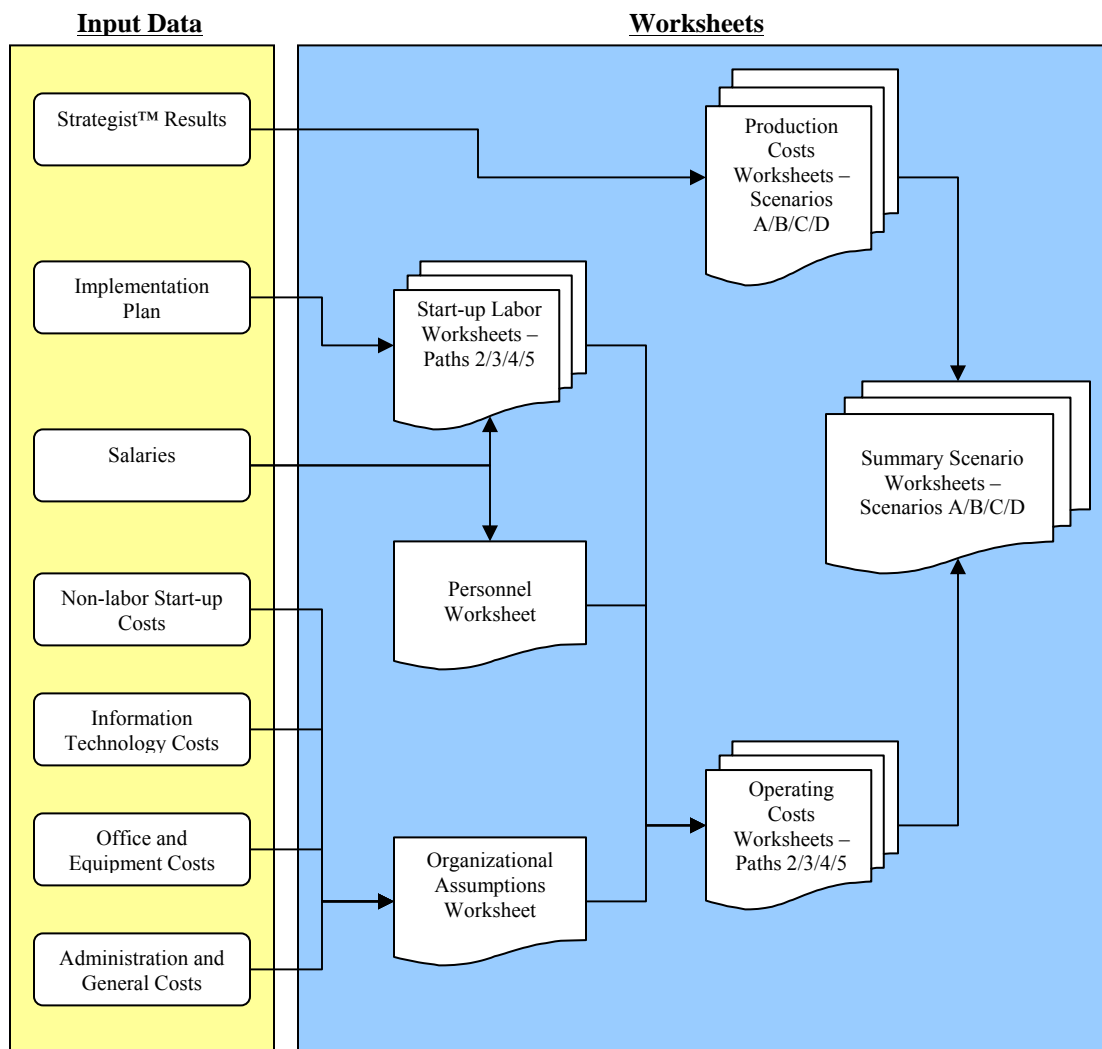 Input Data
Worksheets
Strategist™ Results
Production
Costs
Worksheets –
Scenarios
A/B/C/D
Implementation
Plan
Start-up Labor
Worksheets –
Paths 2/3/4/5
Salaries
Summary Scenario
Worksheets –
Scenarios A/B/C/D
Non-labor Start-up
Costs
Personnel
Worksheet
Information
Technology Costs
Operating
Costs
Worksheets –
Paths 2/3/4/5
Office and
Equipment Costs
Organizational
Assumptions
Worksheet
Administration and
General Costs